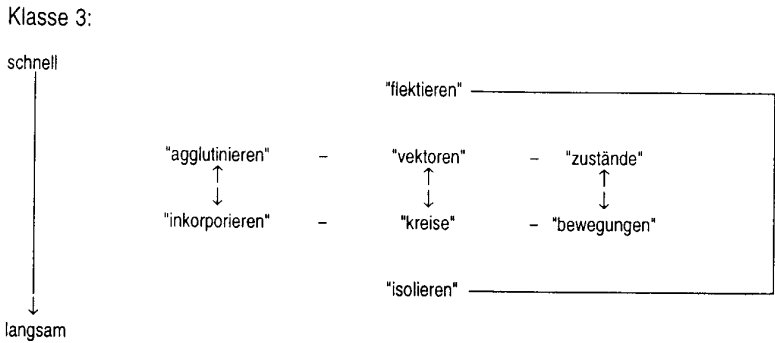 Klasse 3:
schnell
"flektieren"
"agglutinieren" – "vektoren" – "zustände"
"inkorporieren" – "kreise" – "bewegungen"
"isolieren"
langsam